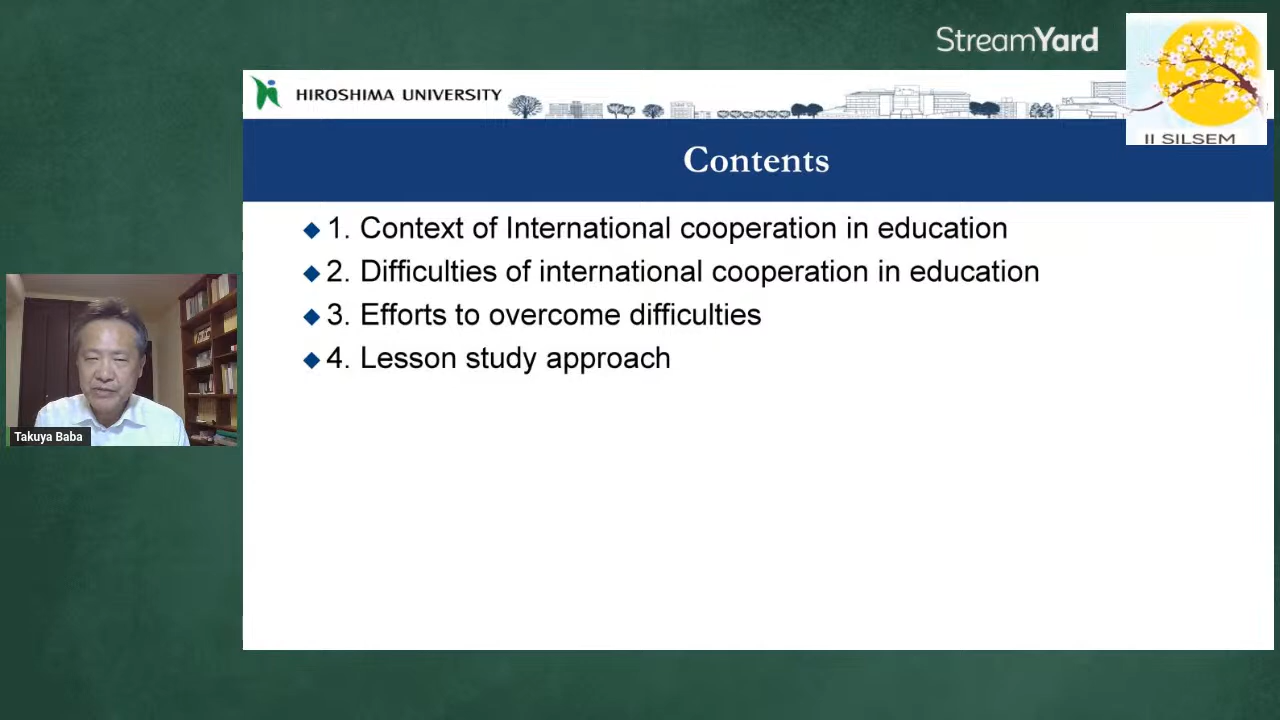 StreamYard
HIROSHIMA UNIVERSITY
II SILSEM
Contents
1. Context of International cooperation in education
2. Difficulties of international cooperation in education
3. Efforts to overcome difficulties
4. Lesson study approach
Takuya Baba